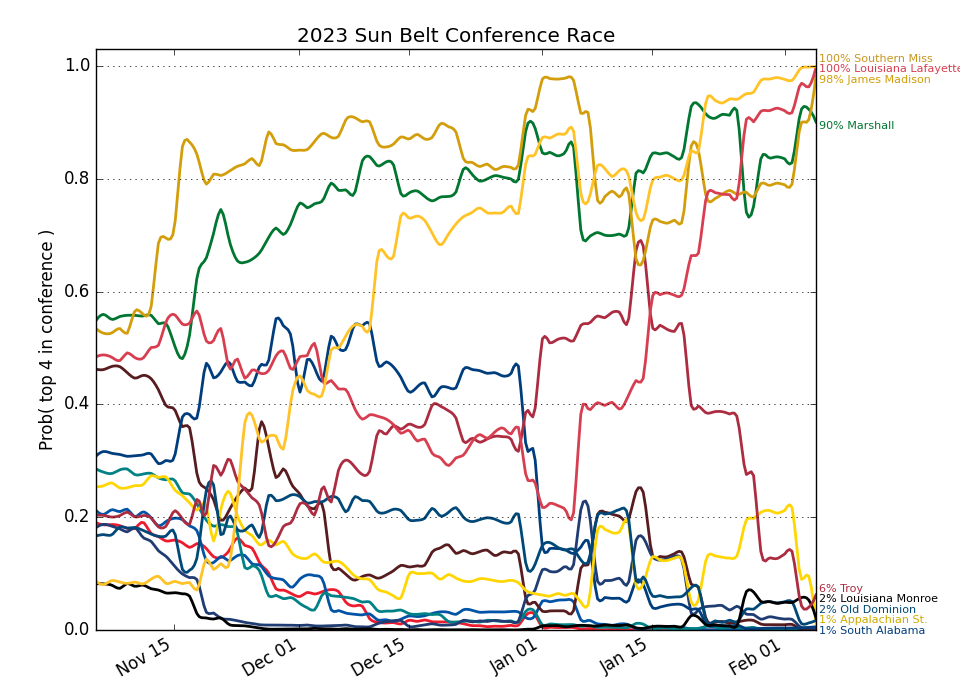 2023 Sun Belt Conference Race
Prob( top 4 in conference )
1.0
0.8
0.6
0.4
0.2
0.0
Nov 15
Dec 01
Dec 15
Jan 01
Jan 15
Feb 01
100% Southern Miss
100% Louisiana Lafayette
98% James Madison
90% Marshall
6% Troy
2% Louisiana Monroe
2% Old Dominion
1% Appalachian St.
1% South Alabama